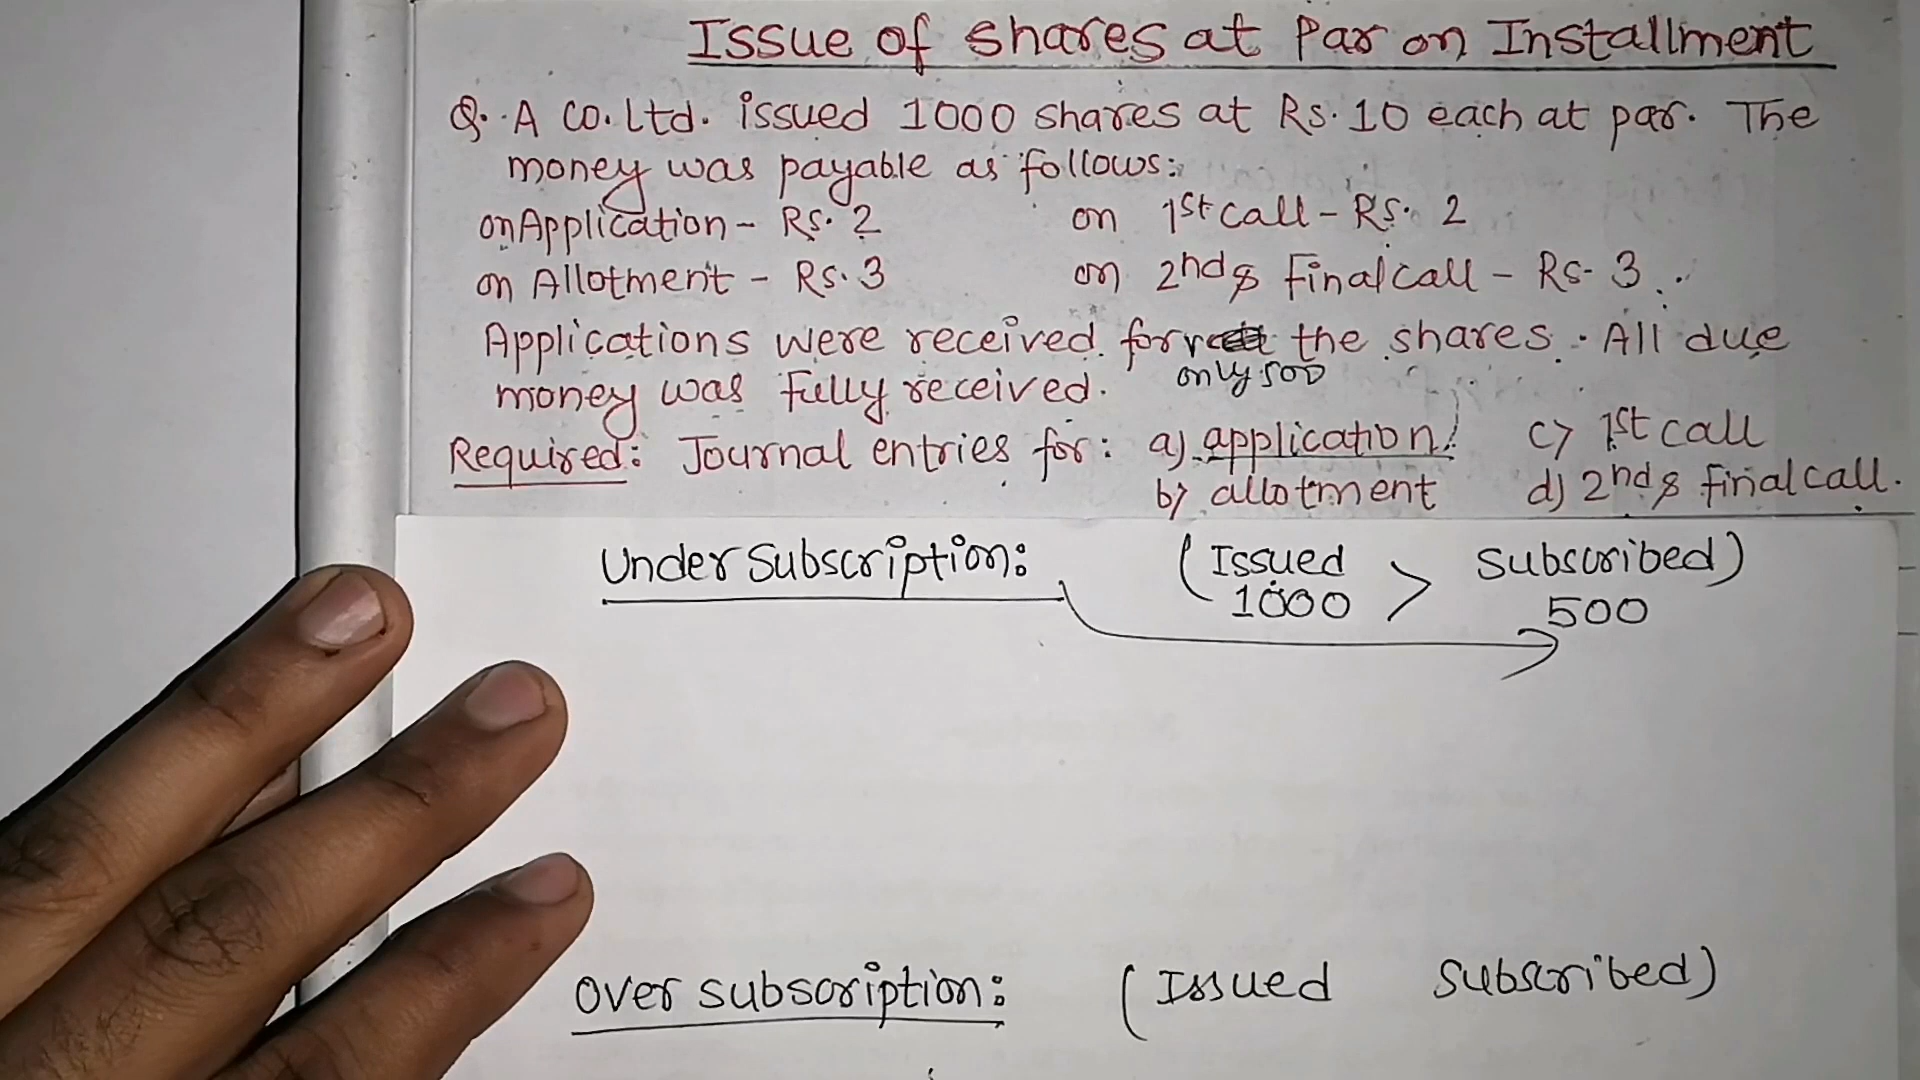 Issue of shares at Par on Installment
Q. A co. Ltd. issued 1000 shares at Rs. 10 each at par. The
money was payable as follows:
on Application - Rs. 2 on 1st call - Rs. 2
on Allotment - Rs. 3 on 2nd & final call - Rs. 3
Applications were received for the shares. All due
only 500
money was fully received.
Required: Journal entries for: a) application c) 1st call
b) allotment d) 2nd & final call.
Under Subscription: (Issued > Subscribed)
1000 500
over subscription: (Issued subscribed)